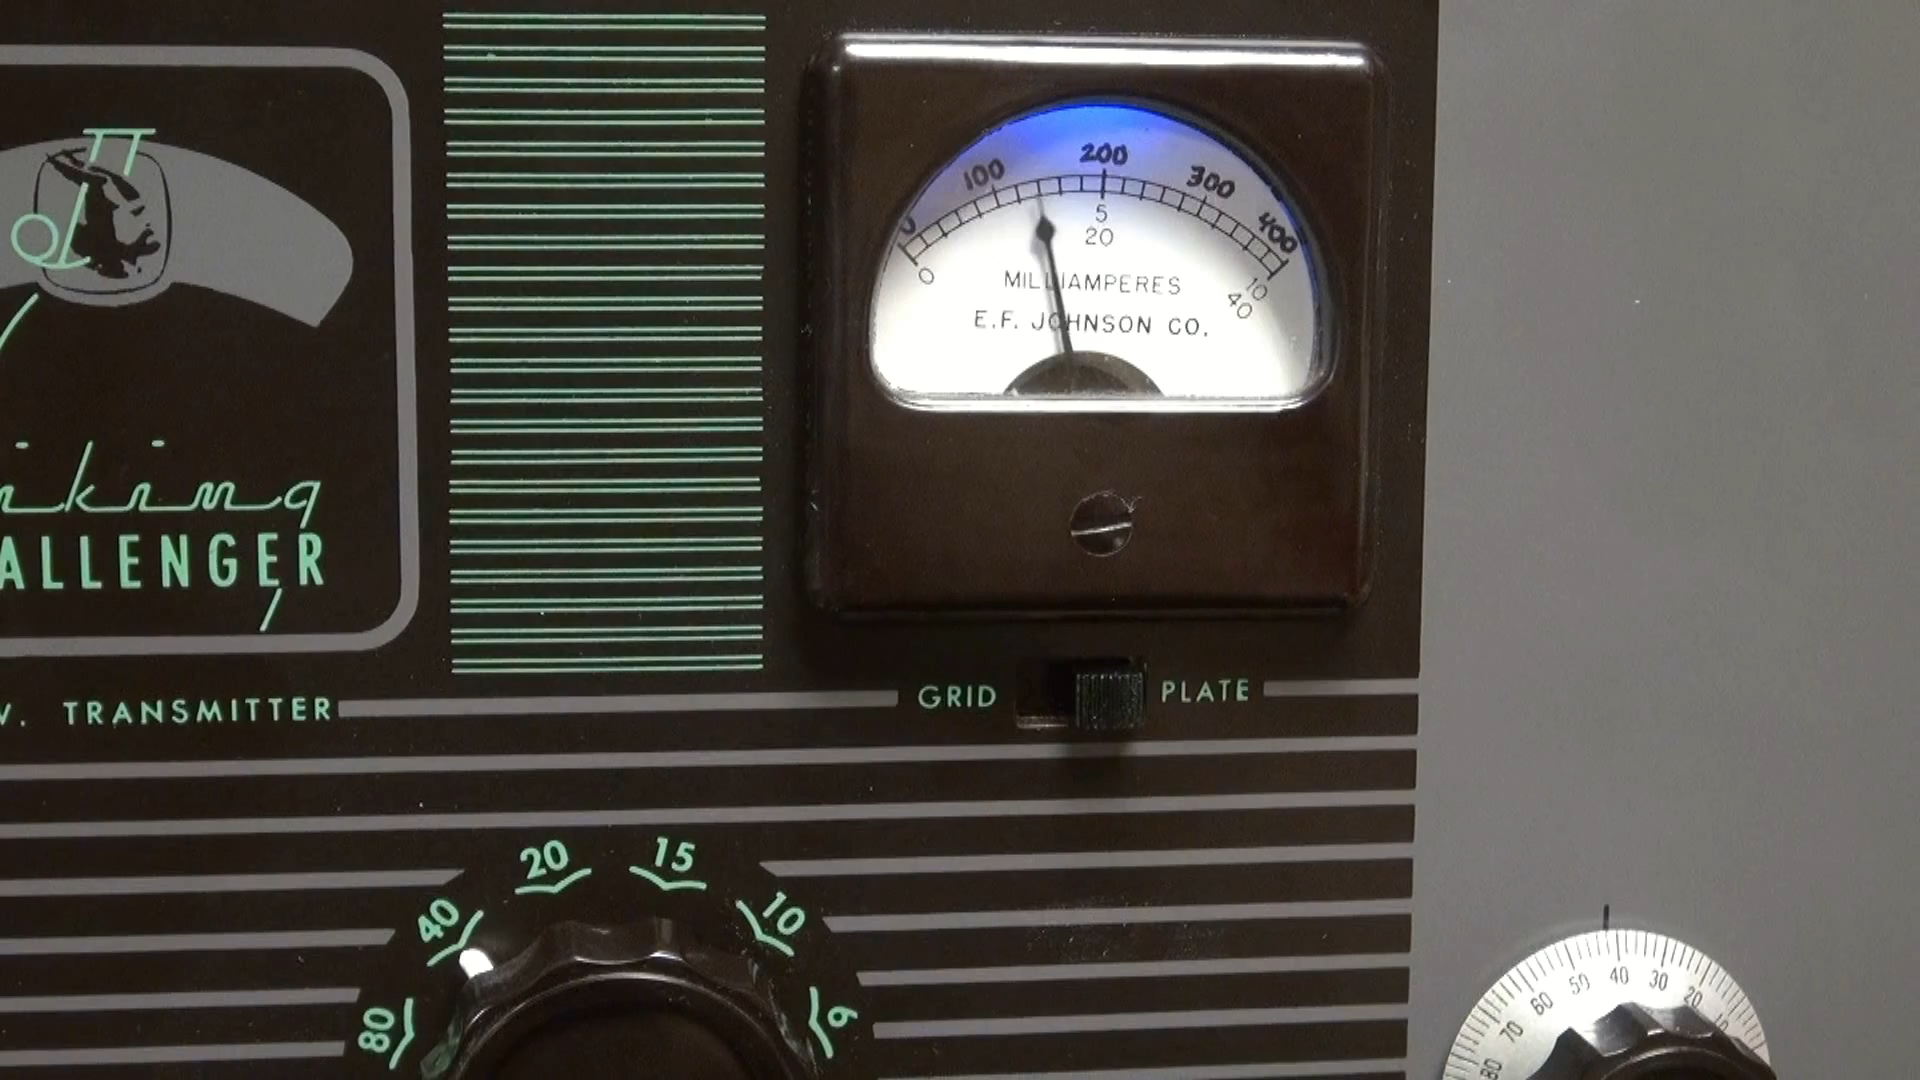 iking
ALLENGER
V. TRANSMITTER
0 100 200 300 400
0 5 10
20 40
MILLIAMPERES
E.F. JOHNSON CO.
GRID PLATE
80 40 20 15 10 6
80 70 60 50 40 30 20